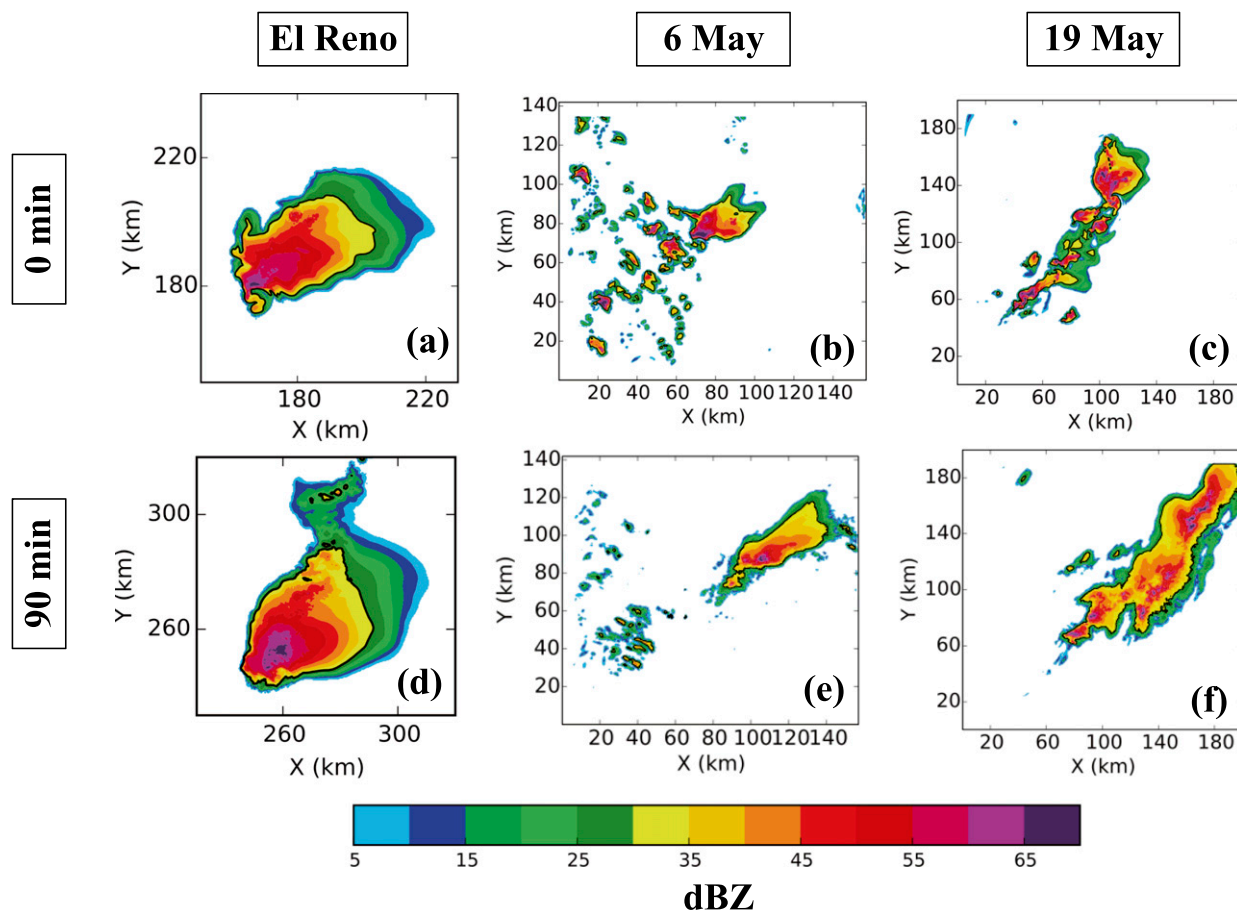 El Reno
6 May
19 May
0 min
220
180
Y (km)
180 220
X (km)
(a)
140
120
100
80
60
40
20
Y (km)
20 40 60 80 100 120 140
X (km)
(b)
180
140
100
60
20
Y (km)
20 60 100 140 180
X (km)
(c)
90 min
300
260
Y (km)
260 300
X (km)
(d)
140
120
100
80
60
40
20
Y (km)
20 40 60 80 100 120 140
X (km)
(e)
180
140
100
60
20
Y (km)
20 60 100 140 180
X (km)
(f)
5 15 25 35 45 55 65
dBZ